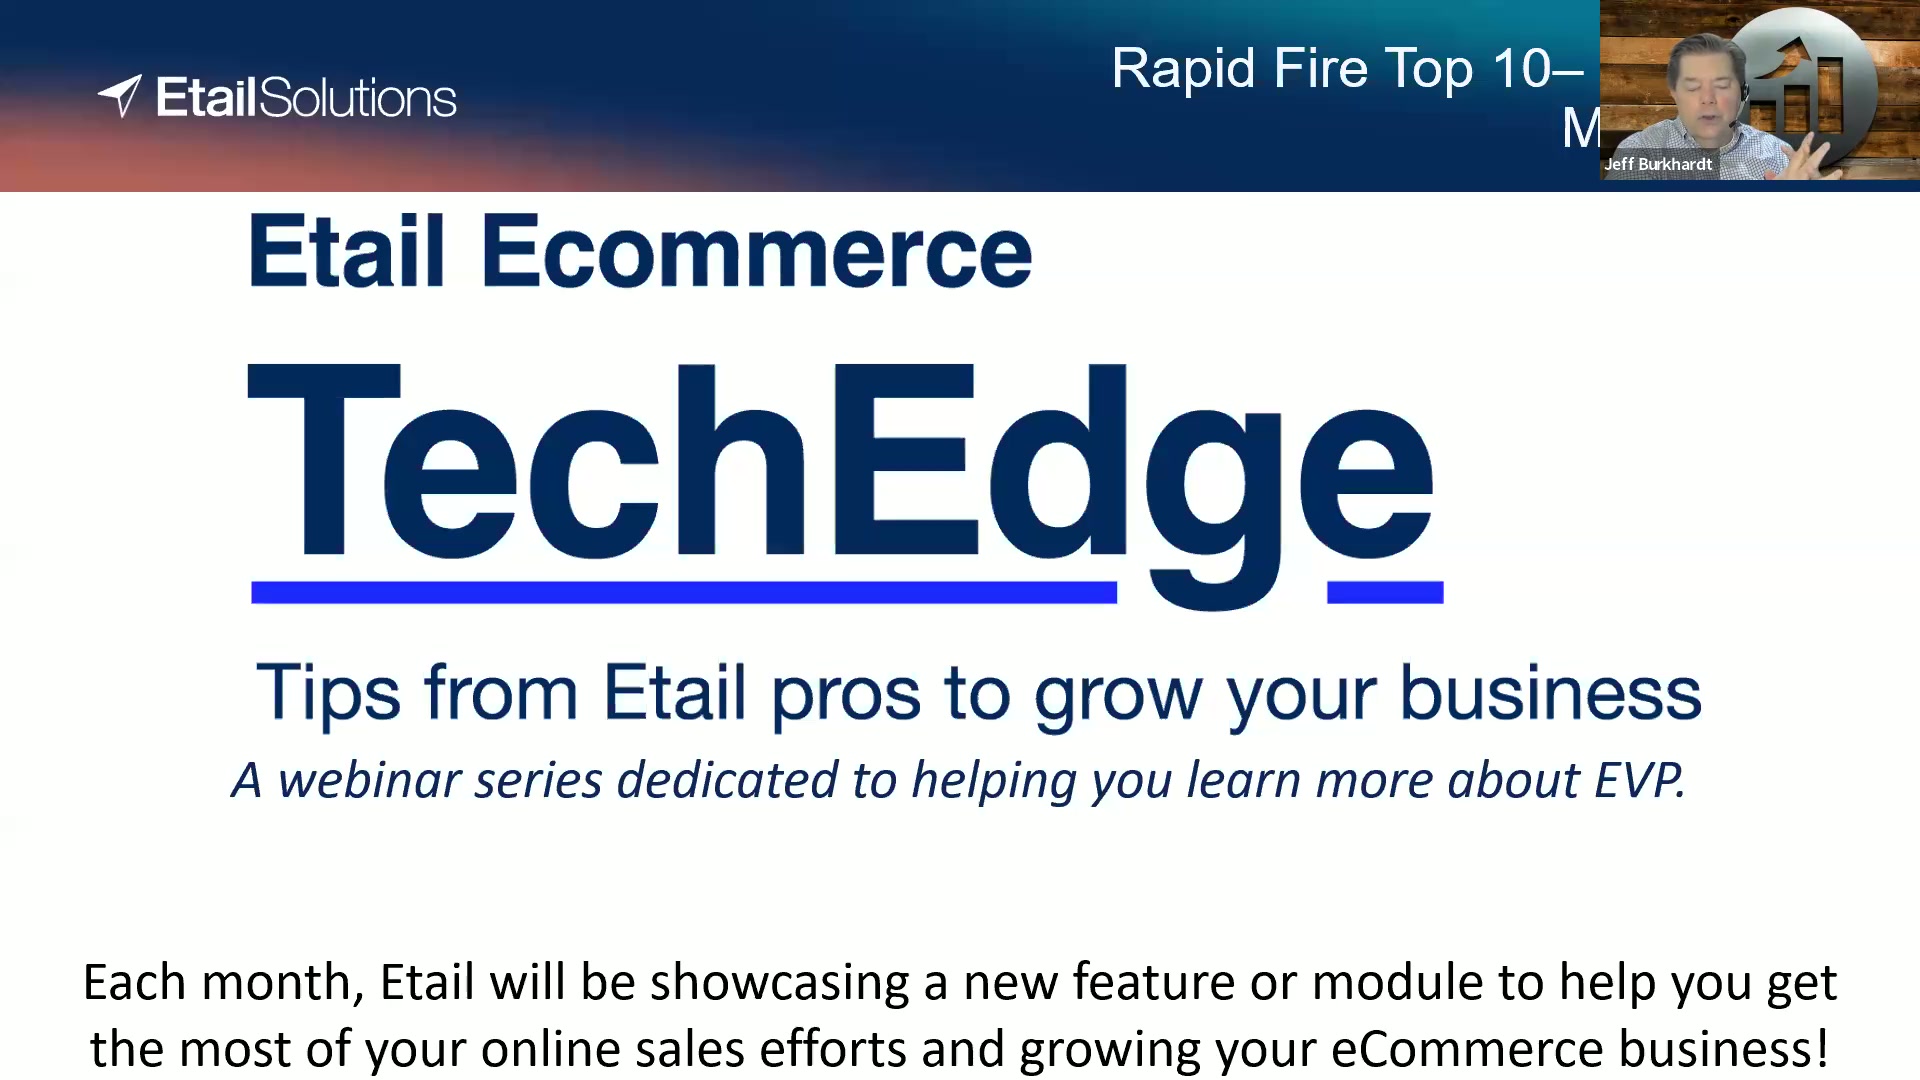 EtailSolutions
Rapid Fire Top 10–
M
Jeff Burkhardt
Etail Ecommerce
TechEdge
Tips from Etail pros to grow your business
A webinar series dedicated to helping you learn more about EVP.
Each month, Etail will be showcasing a new feature or module to help you get
the most of your online sales efforts and growing your eCommerce business!